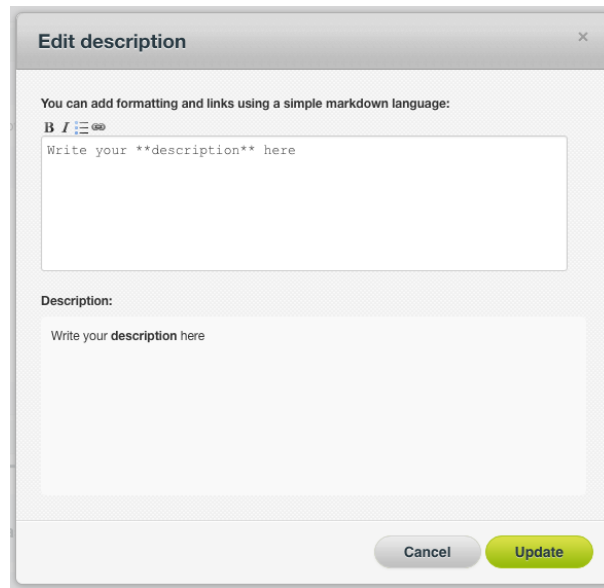 Edit description
×
You can add formatting and links using a simple markdown language:
B I
Write your **description** here
Description:
Write your description here
Cancel Update